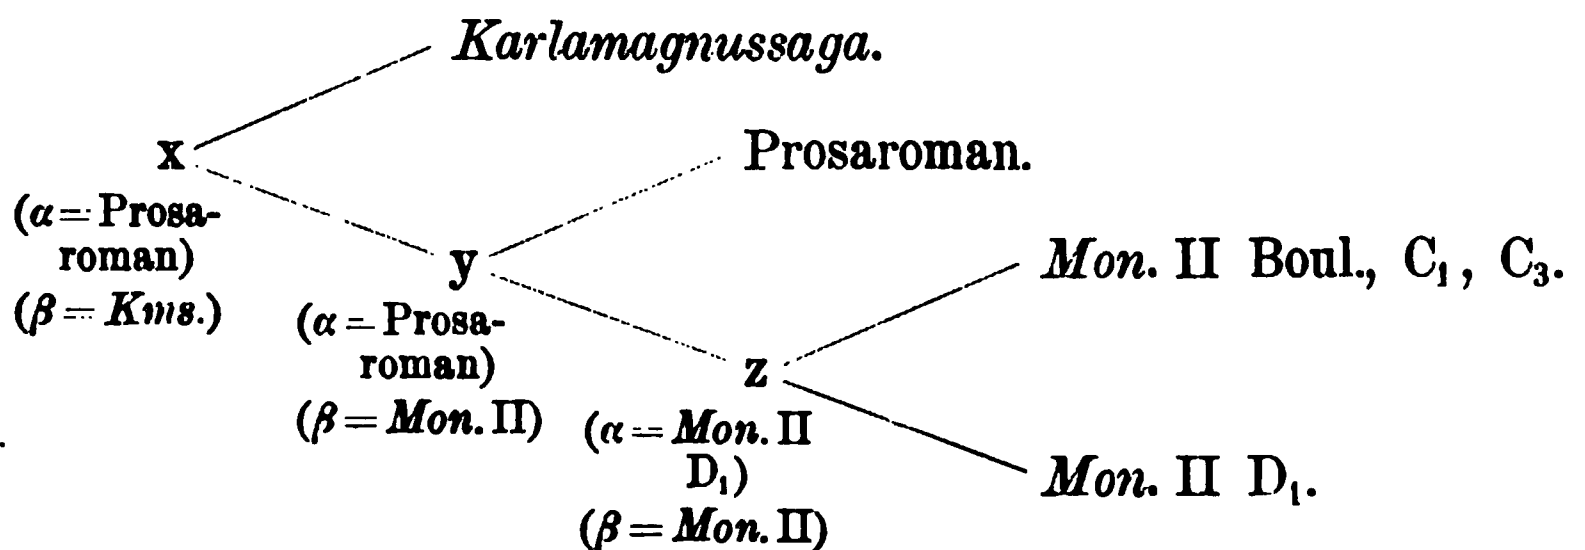 Karlamagnussaga.
x
Prosaroman.
(α = Prosa-
roman)
(β = Kms.)
y
Mon. II Boul., C₁, C₃.
(α = Prosa-
roman)
(β = Mon. II)
z
(α = Mon. II
D₁)
(β = Mon. II)
Mon. II D₁.